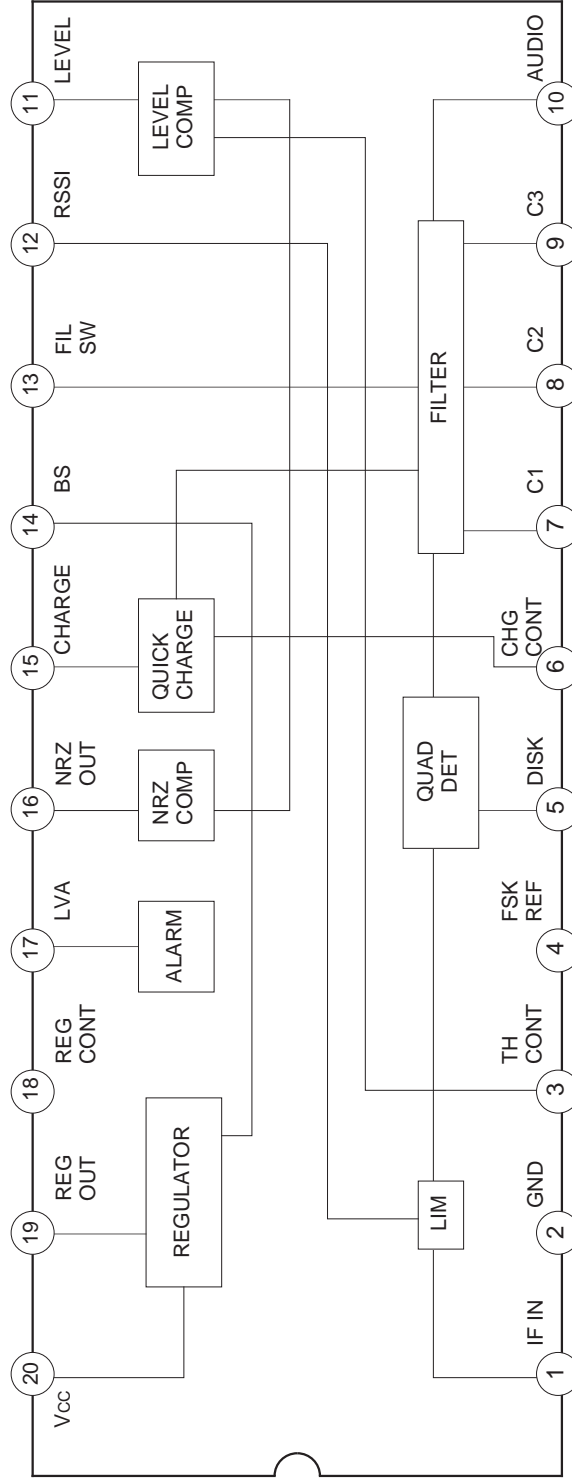 20
19
18
17
16
15
14
13
12
11
Vcc
REG
OUT
REG
CONT
LVA
NRZ
OUT
CHARGE
BS
FIL
SW
RSSI
LEVEL
REGULATOR
ALARM
NRZ
COMP
QUICK
CHARGE
LEVEL
COMP
LIM
QUAD
DET
FILTER
IF IN
GND
TH
CONT
FSK
REF
DISK
CHG
CONT
C1
C2
C3
AUDIO
1
2
3
4
5
6
7
8
9
10